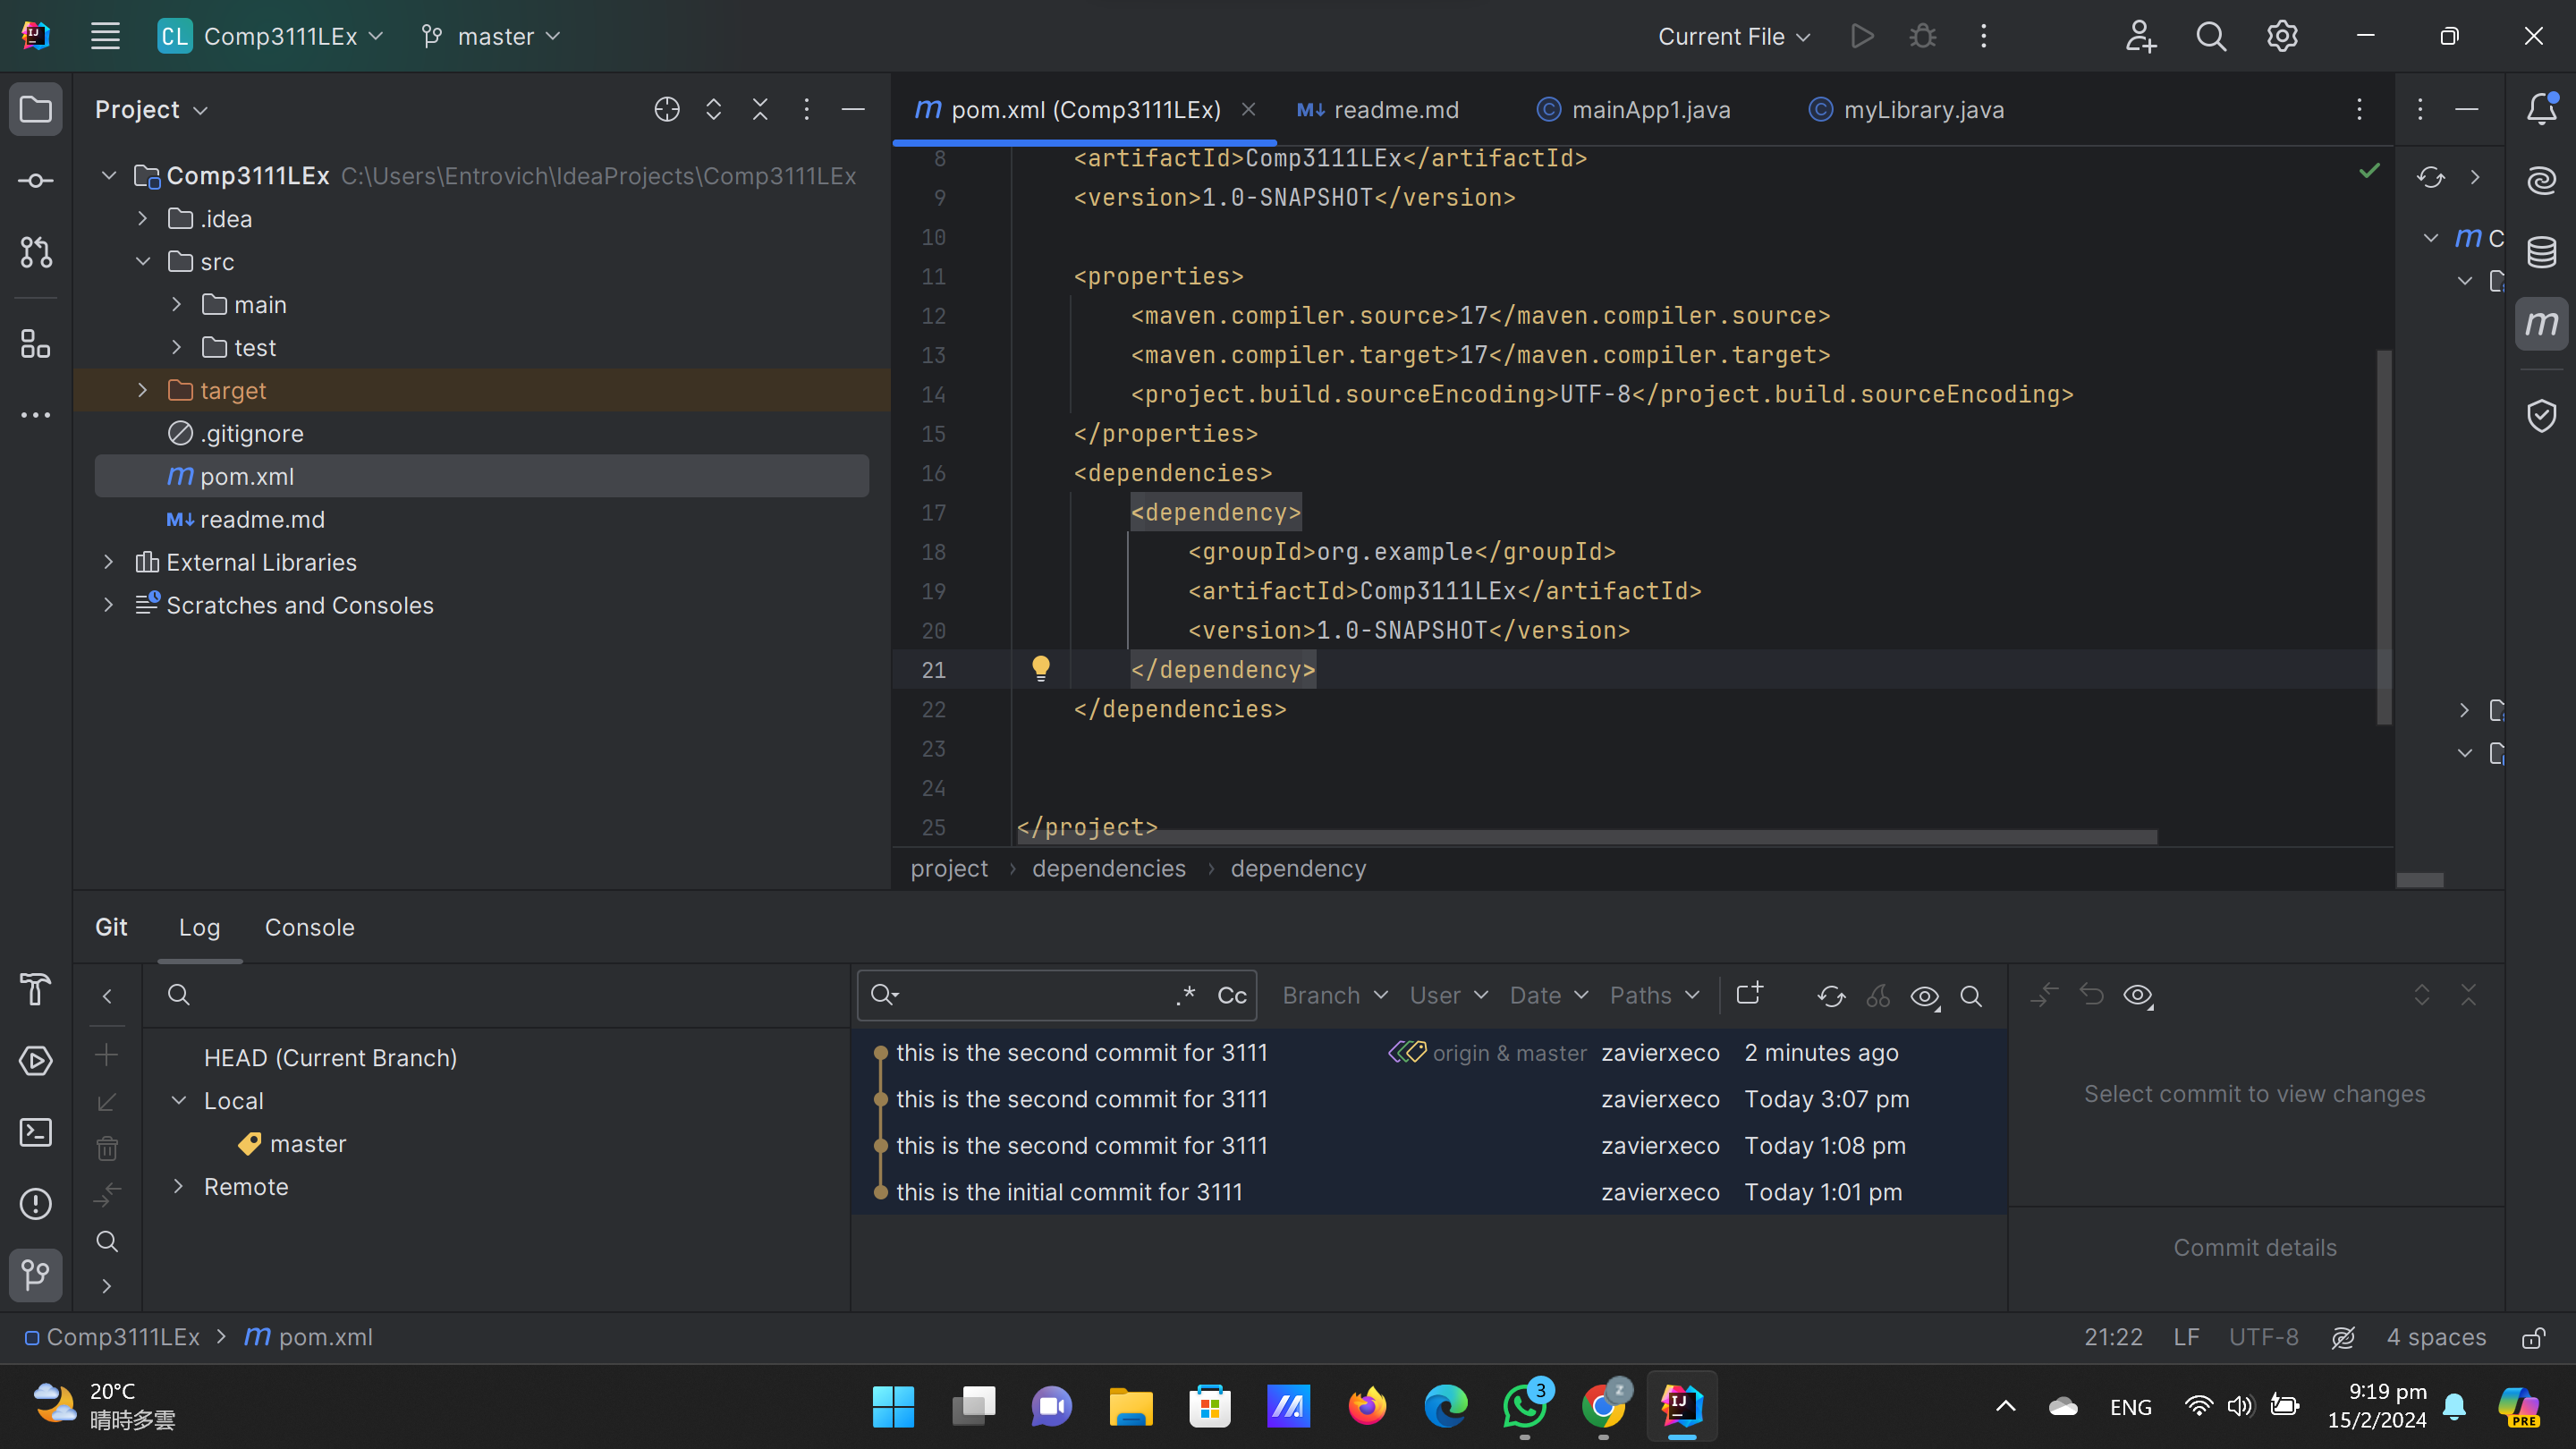 CL Comp3111LEx master Current File
Project
pom.xml (Comp3111LEx) readme.md mainApp1.java myLibrary.java
Comp3111LEx C:\Users\Entrovich\IdeaProjects\Comp3111LEx
.idea
src
main
test
target
.gitignore
pom.xml
readme.md
External Libraries
Scratches and Consoles
8 <artifactId>Comp3111LEx</artifactId>
9 <version>1.0-SNAPSHOT</version>
10
11 <properties>
12 <maven.compiler.source>17</maven.compiler.source>
13 <maven.compiler.target>17</maven.compiler.target>
14 <project.build.sourceEncoding>UTF-8</project.build.sourceEncoding>
15 </properties>
16 <dependencies>
17 <dependency>
18 <groupId>org.example</groupId>
19 <artifactId>Comp3111LEx</artifactId>
20 <version>1.0-SNAPSHOT</version>
21 </dependency>
22 </dependencies>
23
24
25 </project>
project › dependencies › dependency
m C
Git Log Console
.* Cc Branch User Date Paths
HEAD (Current Branch)
Local
master
Remote
this is the second commit for 3111 origin & master zavierxeco 2 minutes ago
this is the second commit for 3111 zavierxeco Today 3:07 pm
this is the second commit for 3111 zavierxeco Today 1:08 pm
this is the initial commit for 3111 zavierxeco Today 1:01 pm
Select commit to view changes
Commit details
Comp3111LEx > pom.xml 21:22 LF UTF-8 4 spaces
20°C
晴時多雲
3
z
ENG
9:19 pm
15/2/2024
PRE